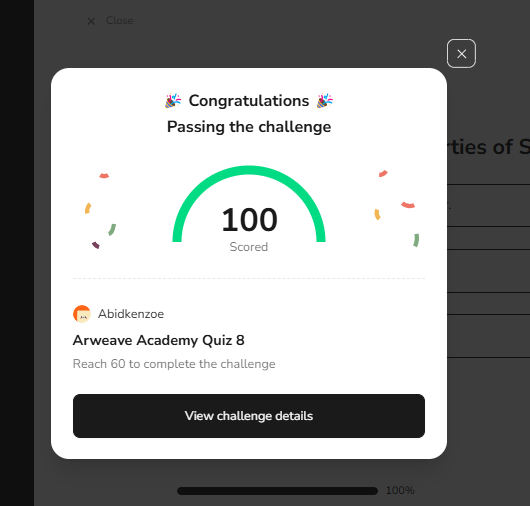 Close
Congratulations
Passing the challenge
rties of S
100
Scored
Abidkenzoe
Arweave Academy Quiz 8
Reach 60 to complete the challenge
View challenge details
100%